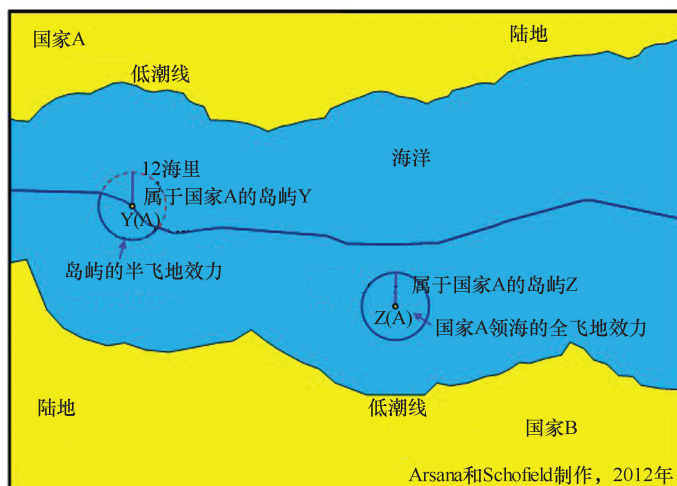 国家A
陆地
低潮线
海洋
12海里
属于国家A的岛屿Y
Y(A)
岛屿的半飞地效力
属于国家A的岛屿Z
Z(A)
国家A领海的全飞地效力
陆地
低潮线
国家B
Arsana和Schofield制作，2012年